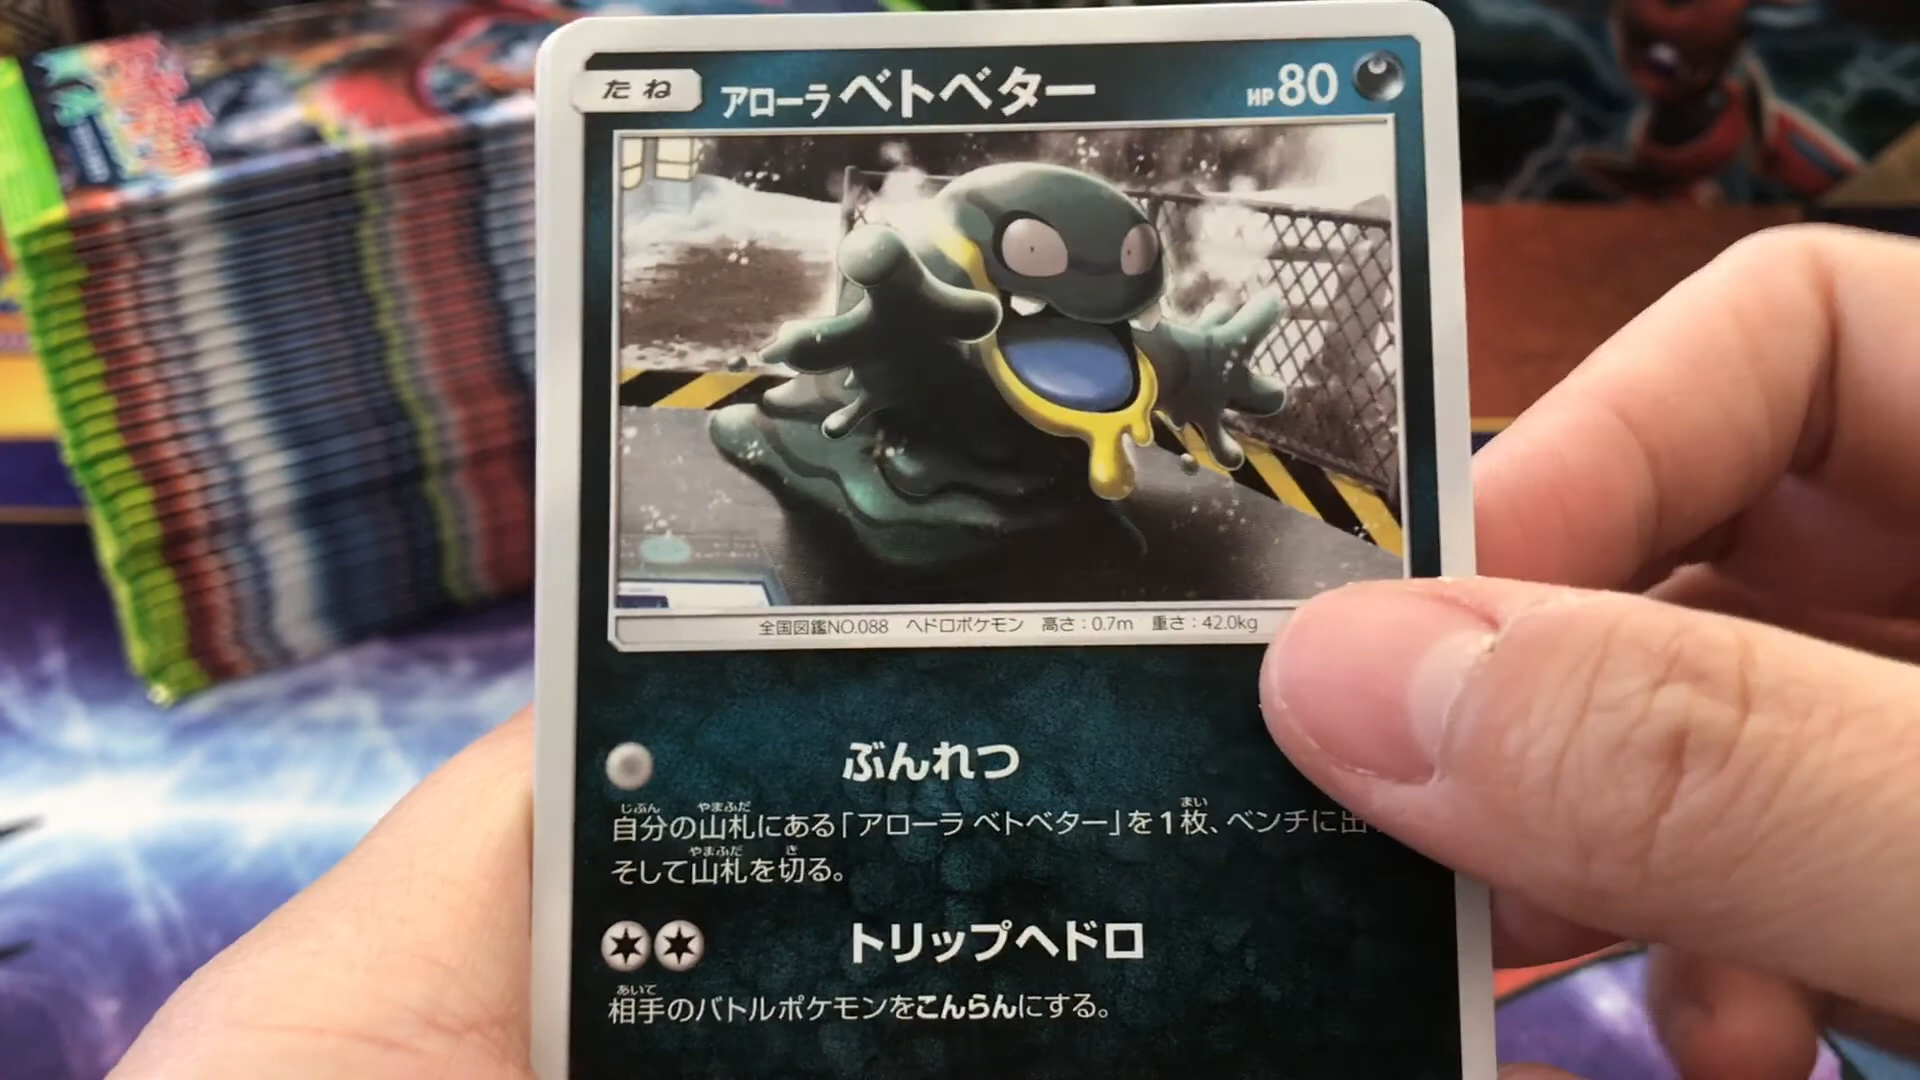 たね アローラ ベトベター HP 80
全国図鑑NO.088 ヘドロポケモン 高さ:0.7m 重さ:42.0kg
ぶんれつ
じぶん やまふだ まい
自分の山札にある「アローラ ベトベター」を1枚、ベンチに出
やまふだ き
そして山札を切る。
トリップヘドロ
あいて
相手のバトルポケモンをこんらんにする。